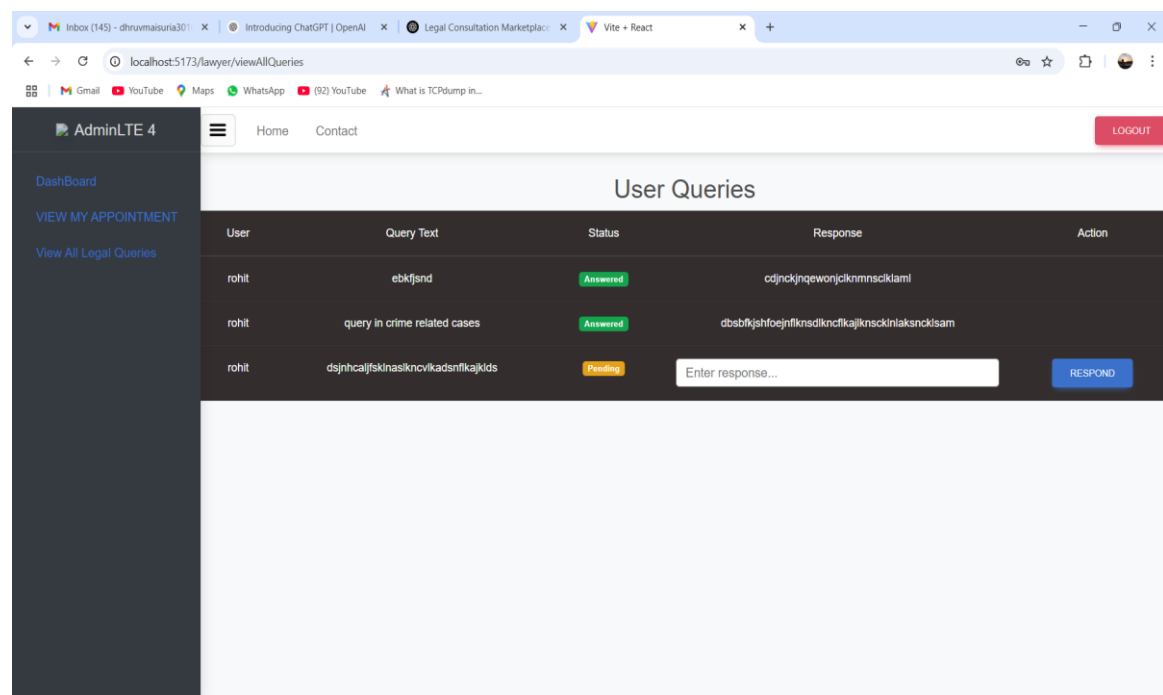 Inbox (145) - dhruvmaisuria301 Introducing ChatGPT | OpenAI Legal Consultation Marketplace Vite + React
localhost:5173/lawyer/viewAllQueries
Gmail YouTube Maps WhatsApp (92) YouTube What is TCPdump in...
AdminLTE 4 Home Contact LOGOUT
DashBoard
VIEW MY APPOINTMENT
View All Legal Queries
User Queries
User Query Text Status Response Action
rohit ebkfjsnd Answered cdjnckjnqewonjclknmnsclklaml
rohit query in crime related cases Answered dbsbfkjshfoejnflknsdlkncflkajlknscklnlaksncklsam
rohit dsjnhcaljfsklnaslkncvlkadsnflkajklds Pending Enter response... RESPOND